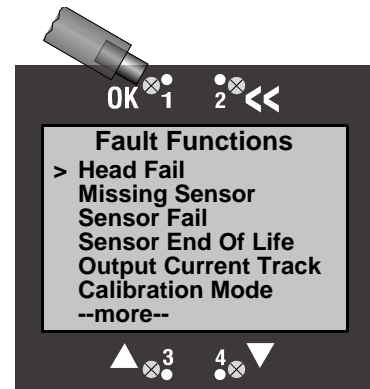 OK 1 2 <<
Fault Functions
> Head Fail
Missing Sensor
Sensor Fail
Sensor End Of Life
Output Current Track
Calibration Mode
--more--
3 4